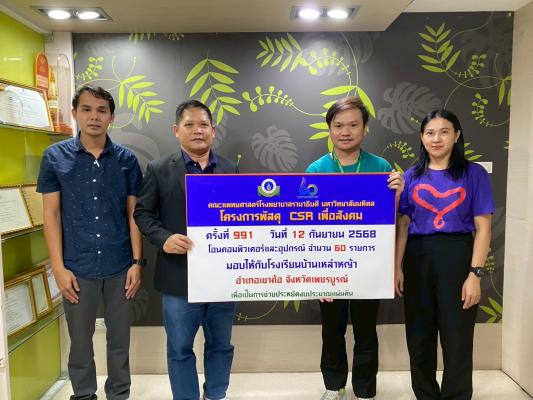 คณะแพทยศาสตร์โรงพยาบาลรามาธิบดี มหาวิทยาลัยมหิดล
โครงการพัสดุ CSR เพื่อสังคม
ครั้งที่ 991 วันที่ 12 กันยายน 2568
โอนคอมพิวเตอร์และอุปกรณ์ จำนวน 60 รายการ
มอบให้กับโรงเรียนบ้านเหล่าหญ้า
อำเภอเขาค้อ จังหวัดเพชรบูรณ์
เพื่อเป็นการช่วยประหยัดงบประมาณแผ่นดิน